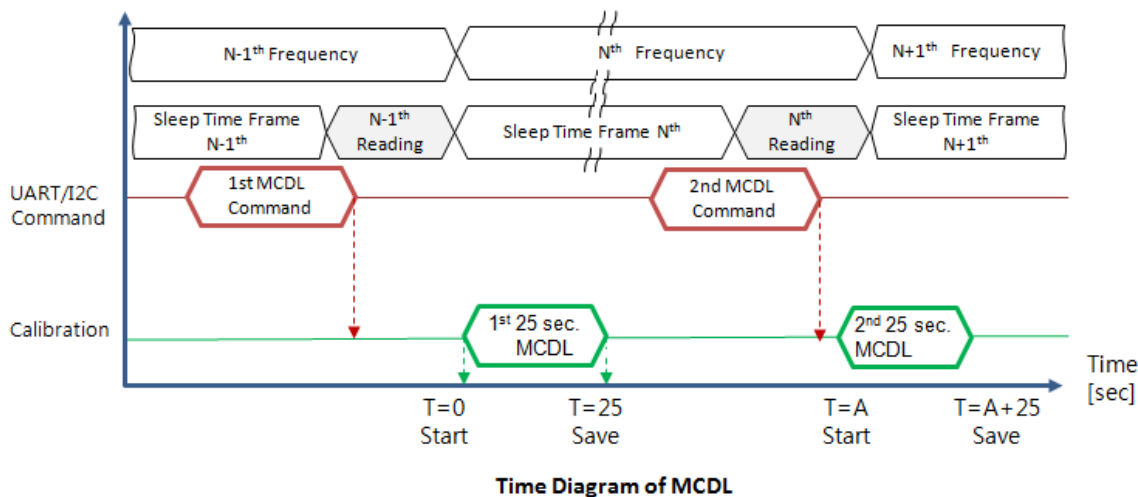 N-1th Frequency
Nth Frequency
N+1th Frequency
Sleep Time Frame
N-1th
N-1th
Reading
Sleep Time Frame Nth
Nth
Reading
Sleep Time Frame
N+1th
UART/I2C
Command
1st MCDL
Command
2nd MCDL
Command
Calibration
1st 25 sec.
MCDL
2nd 25 sec.
MCDL
Time
[sec]
T=0
Start
T=25
Save
T=A
Start
T=A+25
Save
Time Diagram of MCDL